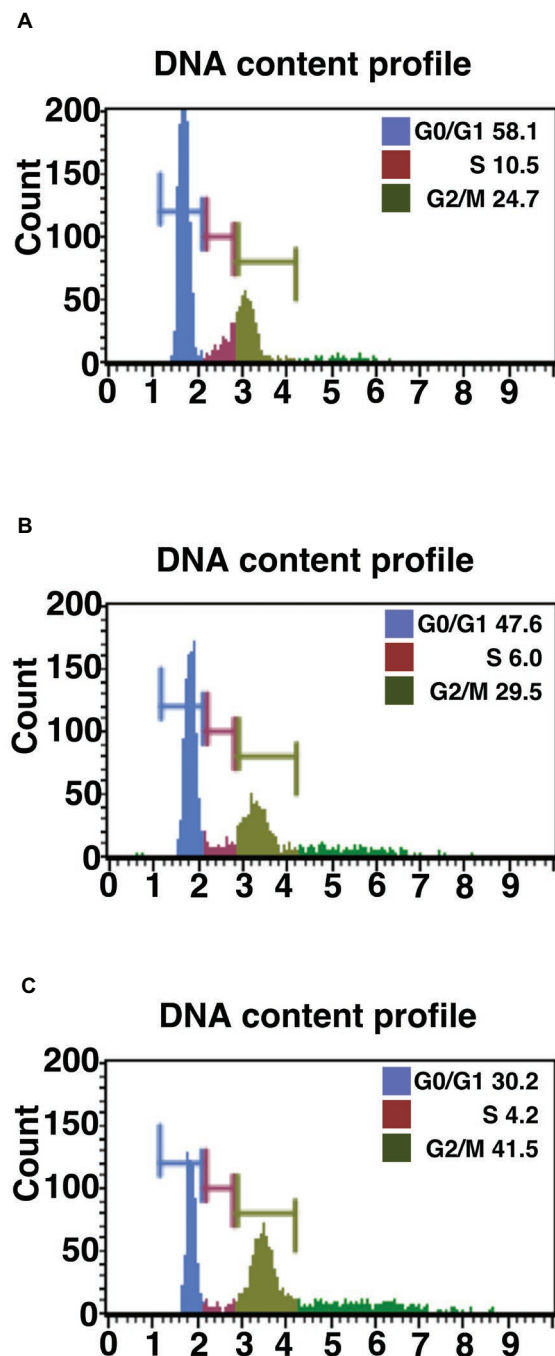 A
DNA content profile
200
150
100
50
0
Count
G0/G1 58.1
S 10.5
G2/M 24.7
0 1 2 3 4 5 6 7 8 9
B
DNA content profile
200
150
100
50
0
Count
G0/G1 47.6
S 6.0
G2/M 29.5
0 1 2 3 4 5 6 7 8 9
C
DNA content profile
200
150
100
50
0
Count
G0/G1 30.2
S 4.2
G2/M 41.5
0 1 2 3 4 5 6 7 8 9